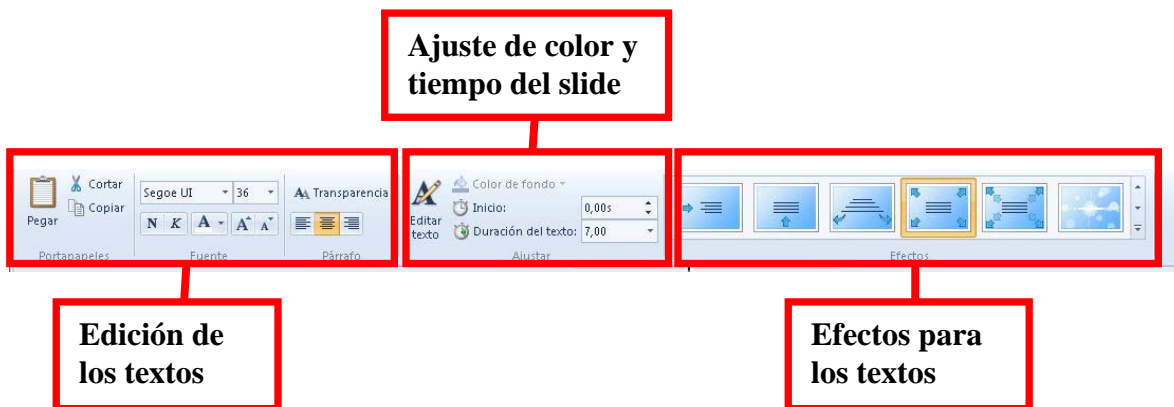 Ajuste de color y
tiempo del slide
Pegar
Cortar
Copiar
Portapapeles
Segoe UI 36
N K A A A
Fuente
AA Transparencia
Párrafo
Editar
texto
Color de fondo
Inicio: 0,00s
Duración del texto: 7,00
Ajustar
Efectos
Edición de
los textos
Efectos para
los textos